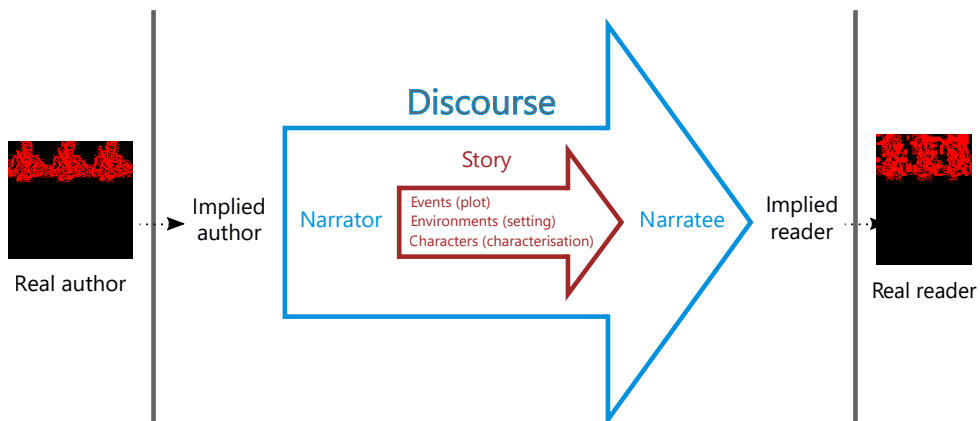 Discourse
Story
Events (plot)
Environments (setting)
Characters (characterisation)
Narrator
Narratee
Implied
author
Implied
reader
Real author
Real reader